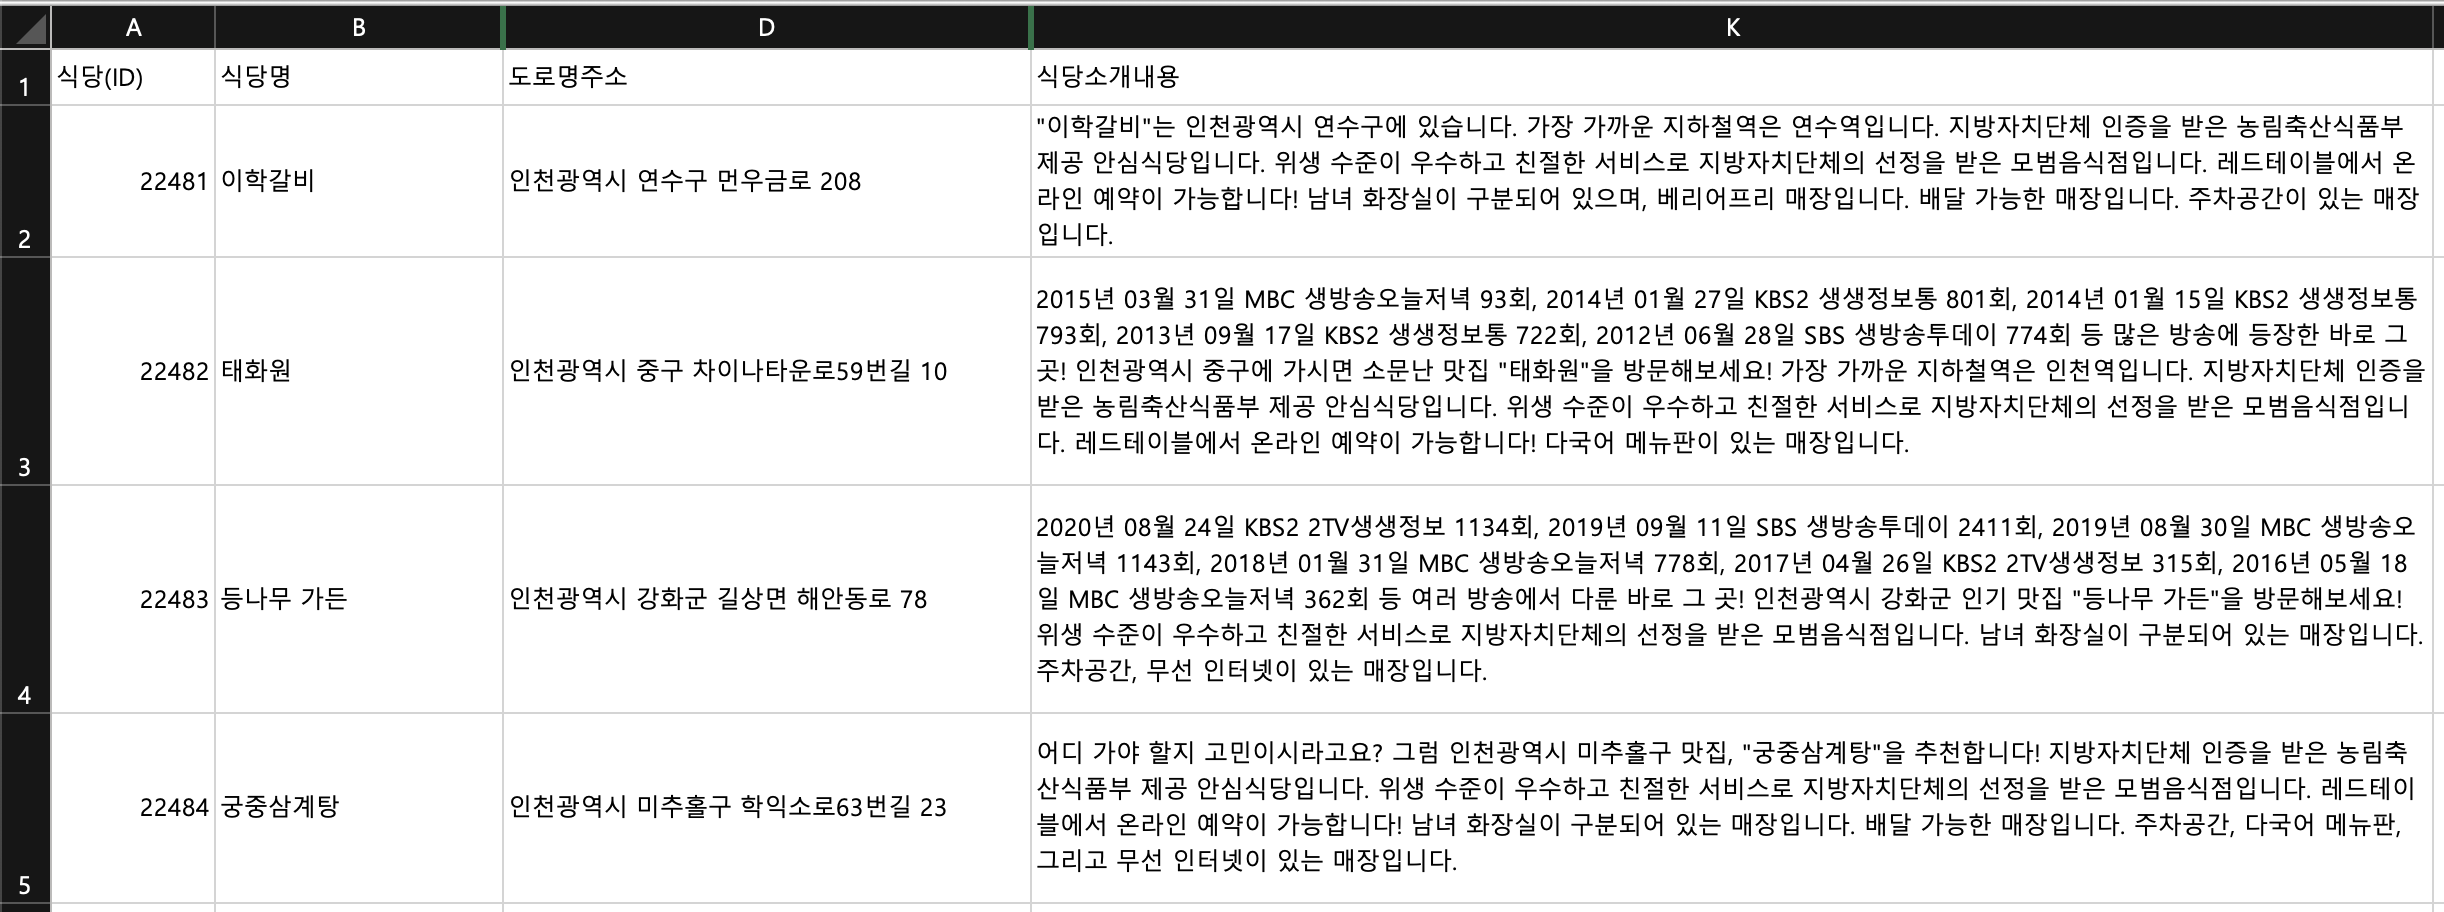 A B D K
1 식당(ID) 식당명 도로명주소 식당소개내용
"이학갈비"는 인천광역시 연수구에 있습니다. 가장 가까운 지하철역은 연수역입니다. 지방자치단체 인증을 받은 농림축산식품부
제공 안심식당입니다. 위생 수준이 우수하고 친절한 서비스로 지방자치단체의 선정을 받은 모범음식점입니다. 레드테이블에서 온
2 22481 이학갈비 인천광역시 연수구 먼우금로 208
라인 예약이 가능합니다! 남녀 화장실이 구분되어 있으며, 베리어프리 매장입니다. 배달 가능한 매장입니다. 주차공간이 있는 매장
입니다.
2015년 03월 31일 MBC 생방송오늘저녁 93회, 2014년 01월 27일 KBS2 생생정보통 801회, 2014년 01월 15일 KBS2 생생정보통
793회, 2013년 09월 17일 KBS2 생생정보통 722회, 2012년 06월 28일 SBS 생방송투데이 774회 등 많은 방송에 등장한 바로 그
3 22482 태화원 인천광역시 중구 차이나타운로59번길 10
곳! 인천광역시 중구에 가시면 소문난 맛집 "태화원"을 방문해보세요! 가장 가까운 지하철역은 인천역입니다. 지방자치단체 인증을
받은 농림축산식품부 제공 안심식당입니다. 위생 수준이 우수하고 친절한 서비스로 지방자치단체의 선정을 받은 모범음식점입니
다. 레드테이블에서 온라인 예약이 가능합니다! 다국어 메뉴판이 있는 매장입니다.
2020년 08월 24일 KBS2 2TV생생정보 1134회, 2019년 09월 11일 SBS 생방송투데이 2411회, 2019년 08월 30일 MBC 생방송오
늘저녁 1143회, 2018년 01월 31일 MBC 생방송오늘저녁 778회, 2017년 04월 26일 KBS2 2TV생생정보 315회, 2016년 05월 18
4 22483 등나무 가든 인천광역시 강화군 길상면 해안동로 78
일 MBC 생방송오늘저녁 362회 등 여러 방송에서 다룬 바로 그 곳! 인천광역시 강화군 인기 맛집 "등나무 가든"을 방문해보세요!
위생 수준이 우수하고 친절한 서비스로 지방자치단체의 선정을 받은 모범음식점입니다. 남녀 화장실이 구분되어 있는 매장입니다.
주차공간, 무선 인터넷이 있는 매장입니다.
어디 가야 할지 고민이시라고요? 그럼 인천광역시 미추홀구 맛집, "궁중삼계탕"을 추천합니다! 지방자치단체 인증을 받은 농림축
산식품부 제공 안심식당입니다. 위생 수준이 우수하고 친절한 서비스로 지방자치단체의 선정을 받은 모범음식점입니다. 레드테이
5 22484 궁중삼계탕 인천광역시 미추홀구 학익소로63번길 23
블에서 온라인 예약이 가능합니다! 남녀 화장실이 구분되어 있는 매장입니다. 배달 가능한 매장입니다. 주차공간, 다국어 메뉴판,
그리고 무선 인터넷이 있는 매장입니다.